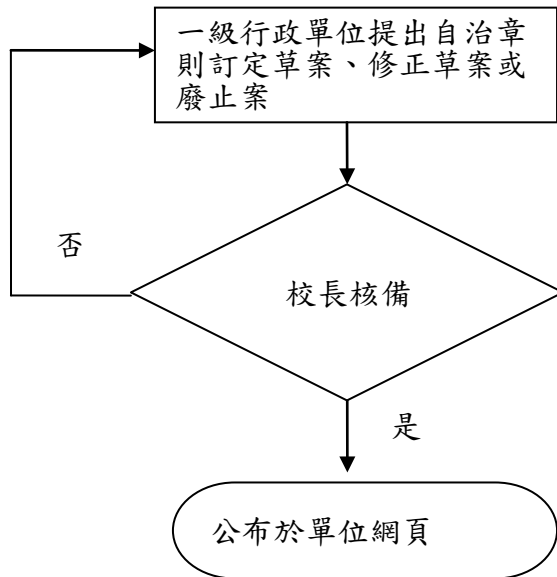 一級行政單位提出自治章
則訂定草案、修正草案或
廢止案
否
校長核備
是
公布於單位網頁